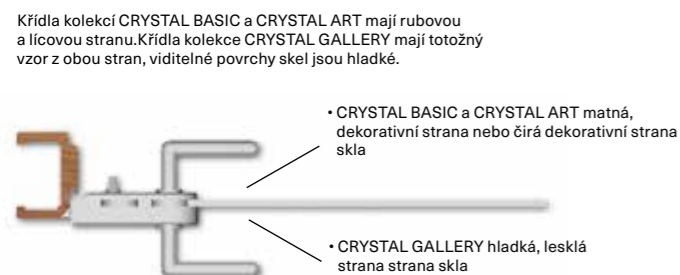 Křídla kolekcí CRYSTAL BASIC a CRYSTAL ART mají rubovou
a lícovou stranu.Křídla kolekce CRYSTAL GALLERY mají totožný
vzor z obou stran, viditelné povrchy skel jsou hladké.
• CRYSTAL BASIC a CRYSTAL ART matná,
dekorativní strana nebo čirá dekorativní strana
skla
• CRYSTAL GALLERY hladká, lesklá
strana strana skla